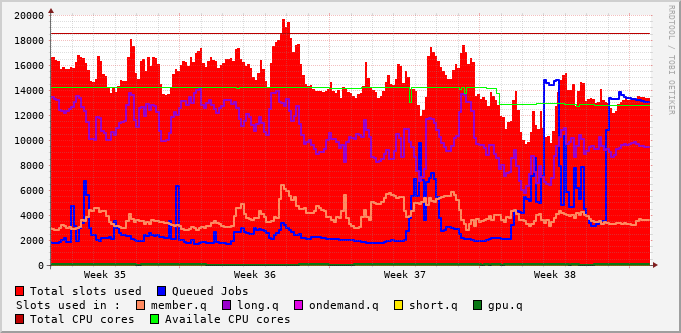 20000
18000
16000
14000
12000
10000
8000
6000
4000
2000
0
Week 35 Week 36 Week 37 Week 38
RRDTOOL / TOBI OETIKER
Total slots used Queued Jobs
Slots used in : member.q long.q ondemand.q short.q gpu.q
Total CPU cores Availale CPU cores